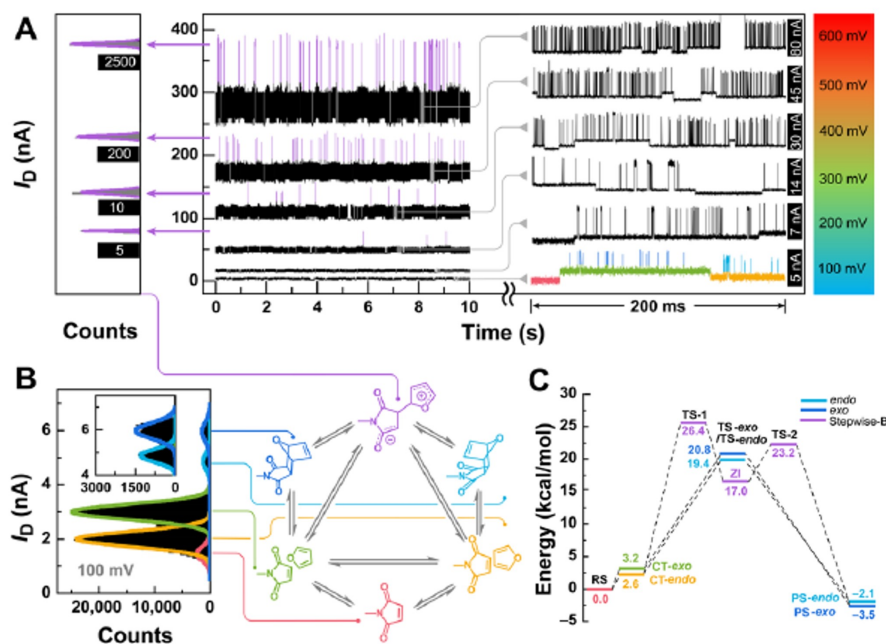 A
400
300
200
100
0
I_D (nA)
2500
200
10
5
Counts
0 1 2 3 4 5 6 7 8 9 10
Time (s)
200 ms
80 nA
45 nA
30 nA
14 nA
7 nA
5 nA
600 mV
500 mV
400 mV
300 mV
200 mV
100 mV
B
6
4
2
0
I_D (nA)
6
5
4
3000 1500 0
100 mV
20,000 10,000 0
Counts
C
30
25
20
15
10
5
0
−5
Energy (kcal/mol)
endo
exo
Stepwise-B
TS-1
26.4
TS-exo
/TS-endo
20.8
19.4
ZI
17.0
TS-2
23.2
RS
0.0
3.2
CT-exo
2.6
CT-endo
PS-endo −2.1
PS-exo −3.5